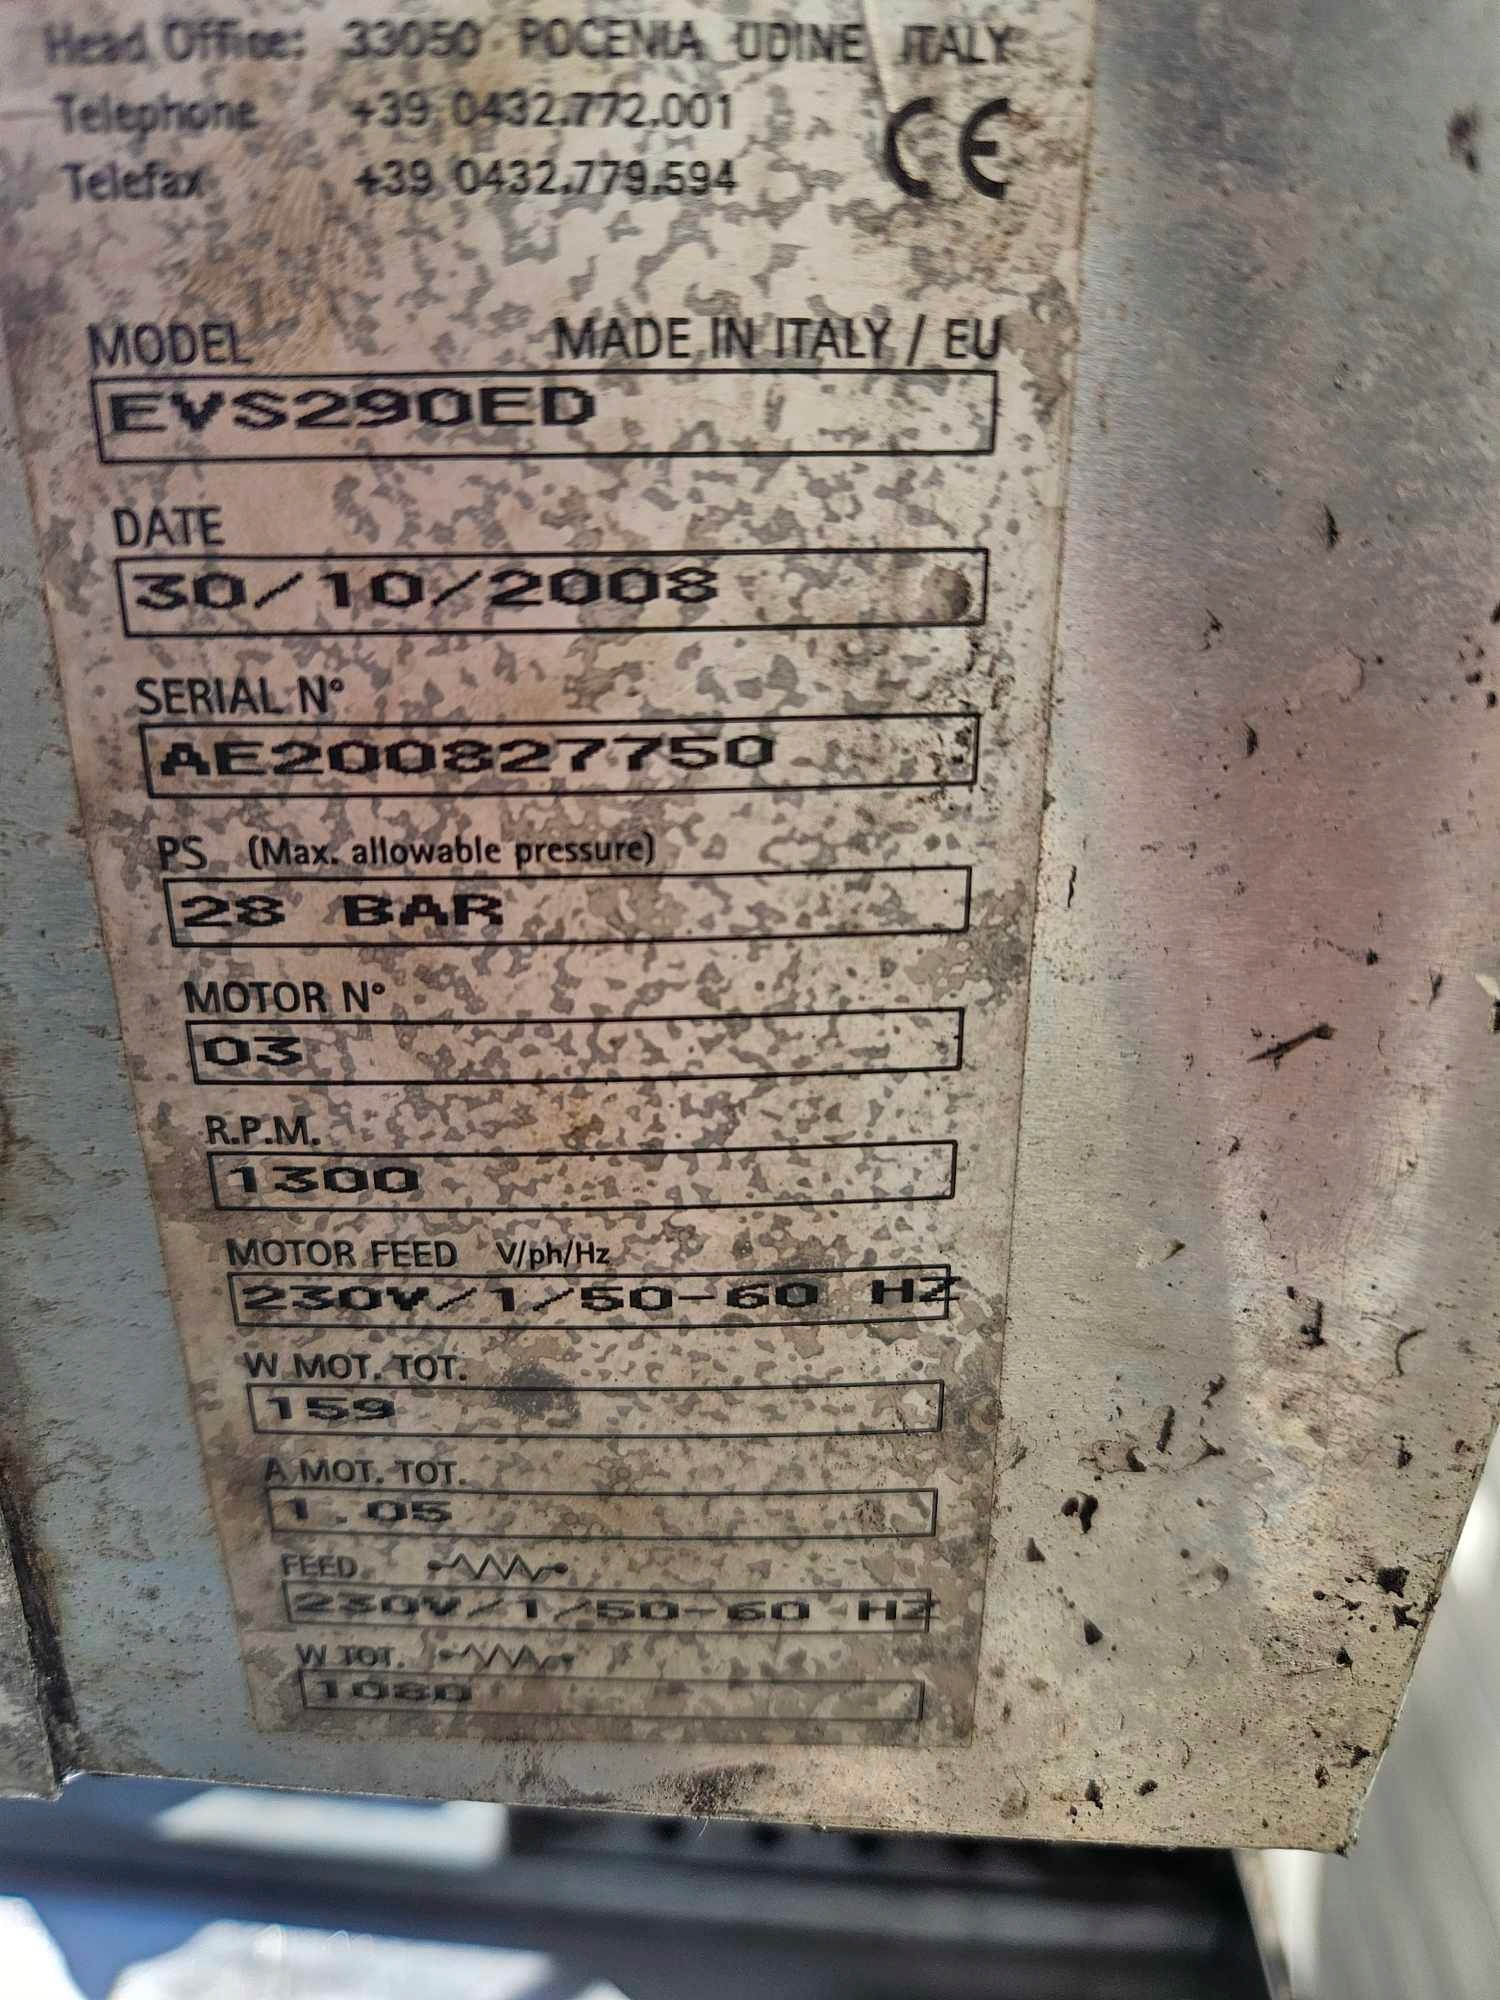 Head Office: 33050 POCENIA UDINE ITALY
Telephone +39 0432.772.001
Telefax +39 0432.779.594
CE
MODEL MADE IN ITALY / EU
EVS290ED
DATE
30/10/2008
SERIAL N°
AE200827750
PS (Max. allowable pressure)
28 BAR
MOTOR N°
03
R.P.M.
1300
MOTOR FEED V/ph/Hz
230V/1/50-60 HZ
W MOT. TOT.
159
A MOT. TOT.
1.05
FEED
230V/1/50-60 HZ
W TOT.
1080